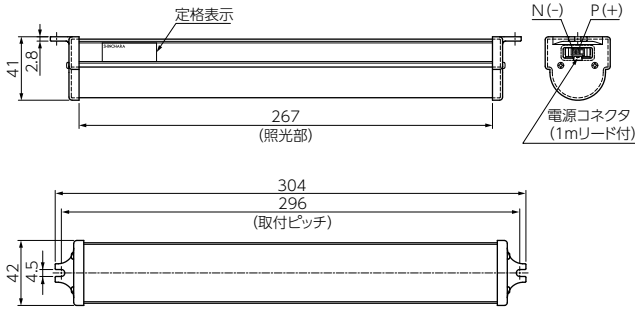 定格表示
N(-) P(+)
SHINOHARA
41
2.8
267
(照光部)
電源コネクタ
(1mリード付)
304
296
(取付ピッチ)
42
4.5